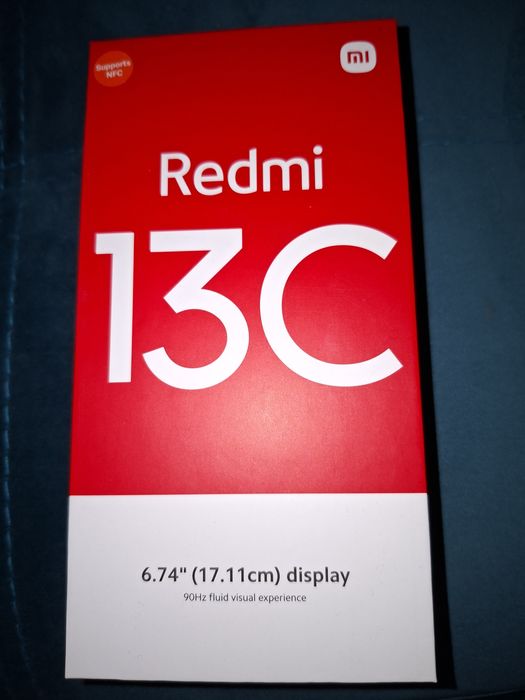 Supports
NFC
mi
Redmi
13C
6.74" (17.11cm) display
90Hz fluid visual experience